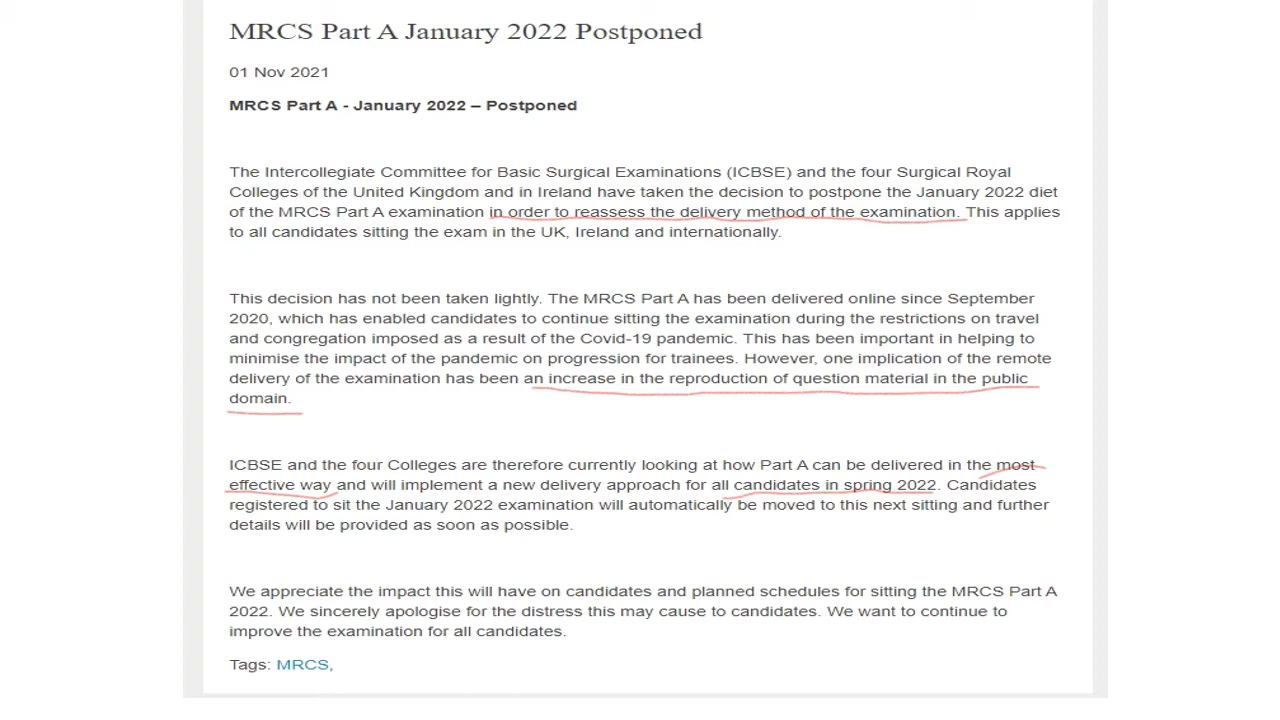 MRCS Part A January 2022 Postponed
01 Nov 2021
MRCS Part A - January 2022 – Postponed
The Intercollegiate Committee for Basic Surgical Examinations (ICBSE) and the four Surgical Royal
Colleges of the United Kingdom and in Ireland have taken the decision to postpone the January 2022 diet
of the MRCS Part A examination in order to reassess the delivery method of the examination. This applies
to all candidates sitting the exam in the UK, Ireland and internationally.
This decision has not been taken lightly. The MRCS Part A has been delivered online since September
2020, which has enabled candidates to continue sitting the examination during the restrictions on travel
and congregation imposed as a result of the Covid-19 pandemic. This has been important in helping to
minimise the impact of the pandemic on progression for trainees. However, one implication of the remote
delivery of the examination has been an increase in the reproduction of question material in the public
domain.
ICBSE and the four Colleges are therefore currently looking at how Part A can be delivered in the most
effective way and will implement a new delivery approach for all candidates in spring 2022. Candidates
registered to sit the January 2022 examination will automatically be moved to this next sitting and further
details will be provided as soon as possible.
We appreciate the impact this will have on candidates and planned schedules for sitting the MRCS Part A
2022. We sincerely apologise for the distress this may cause to candidates. We want to continue to
improve the examination for all candidates.
Tags: MRCS,